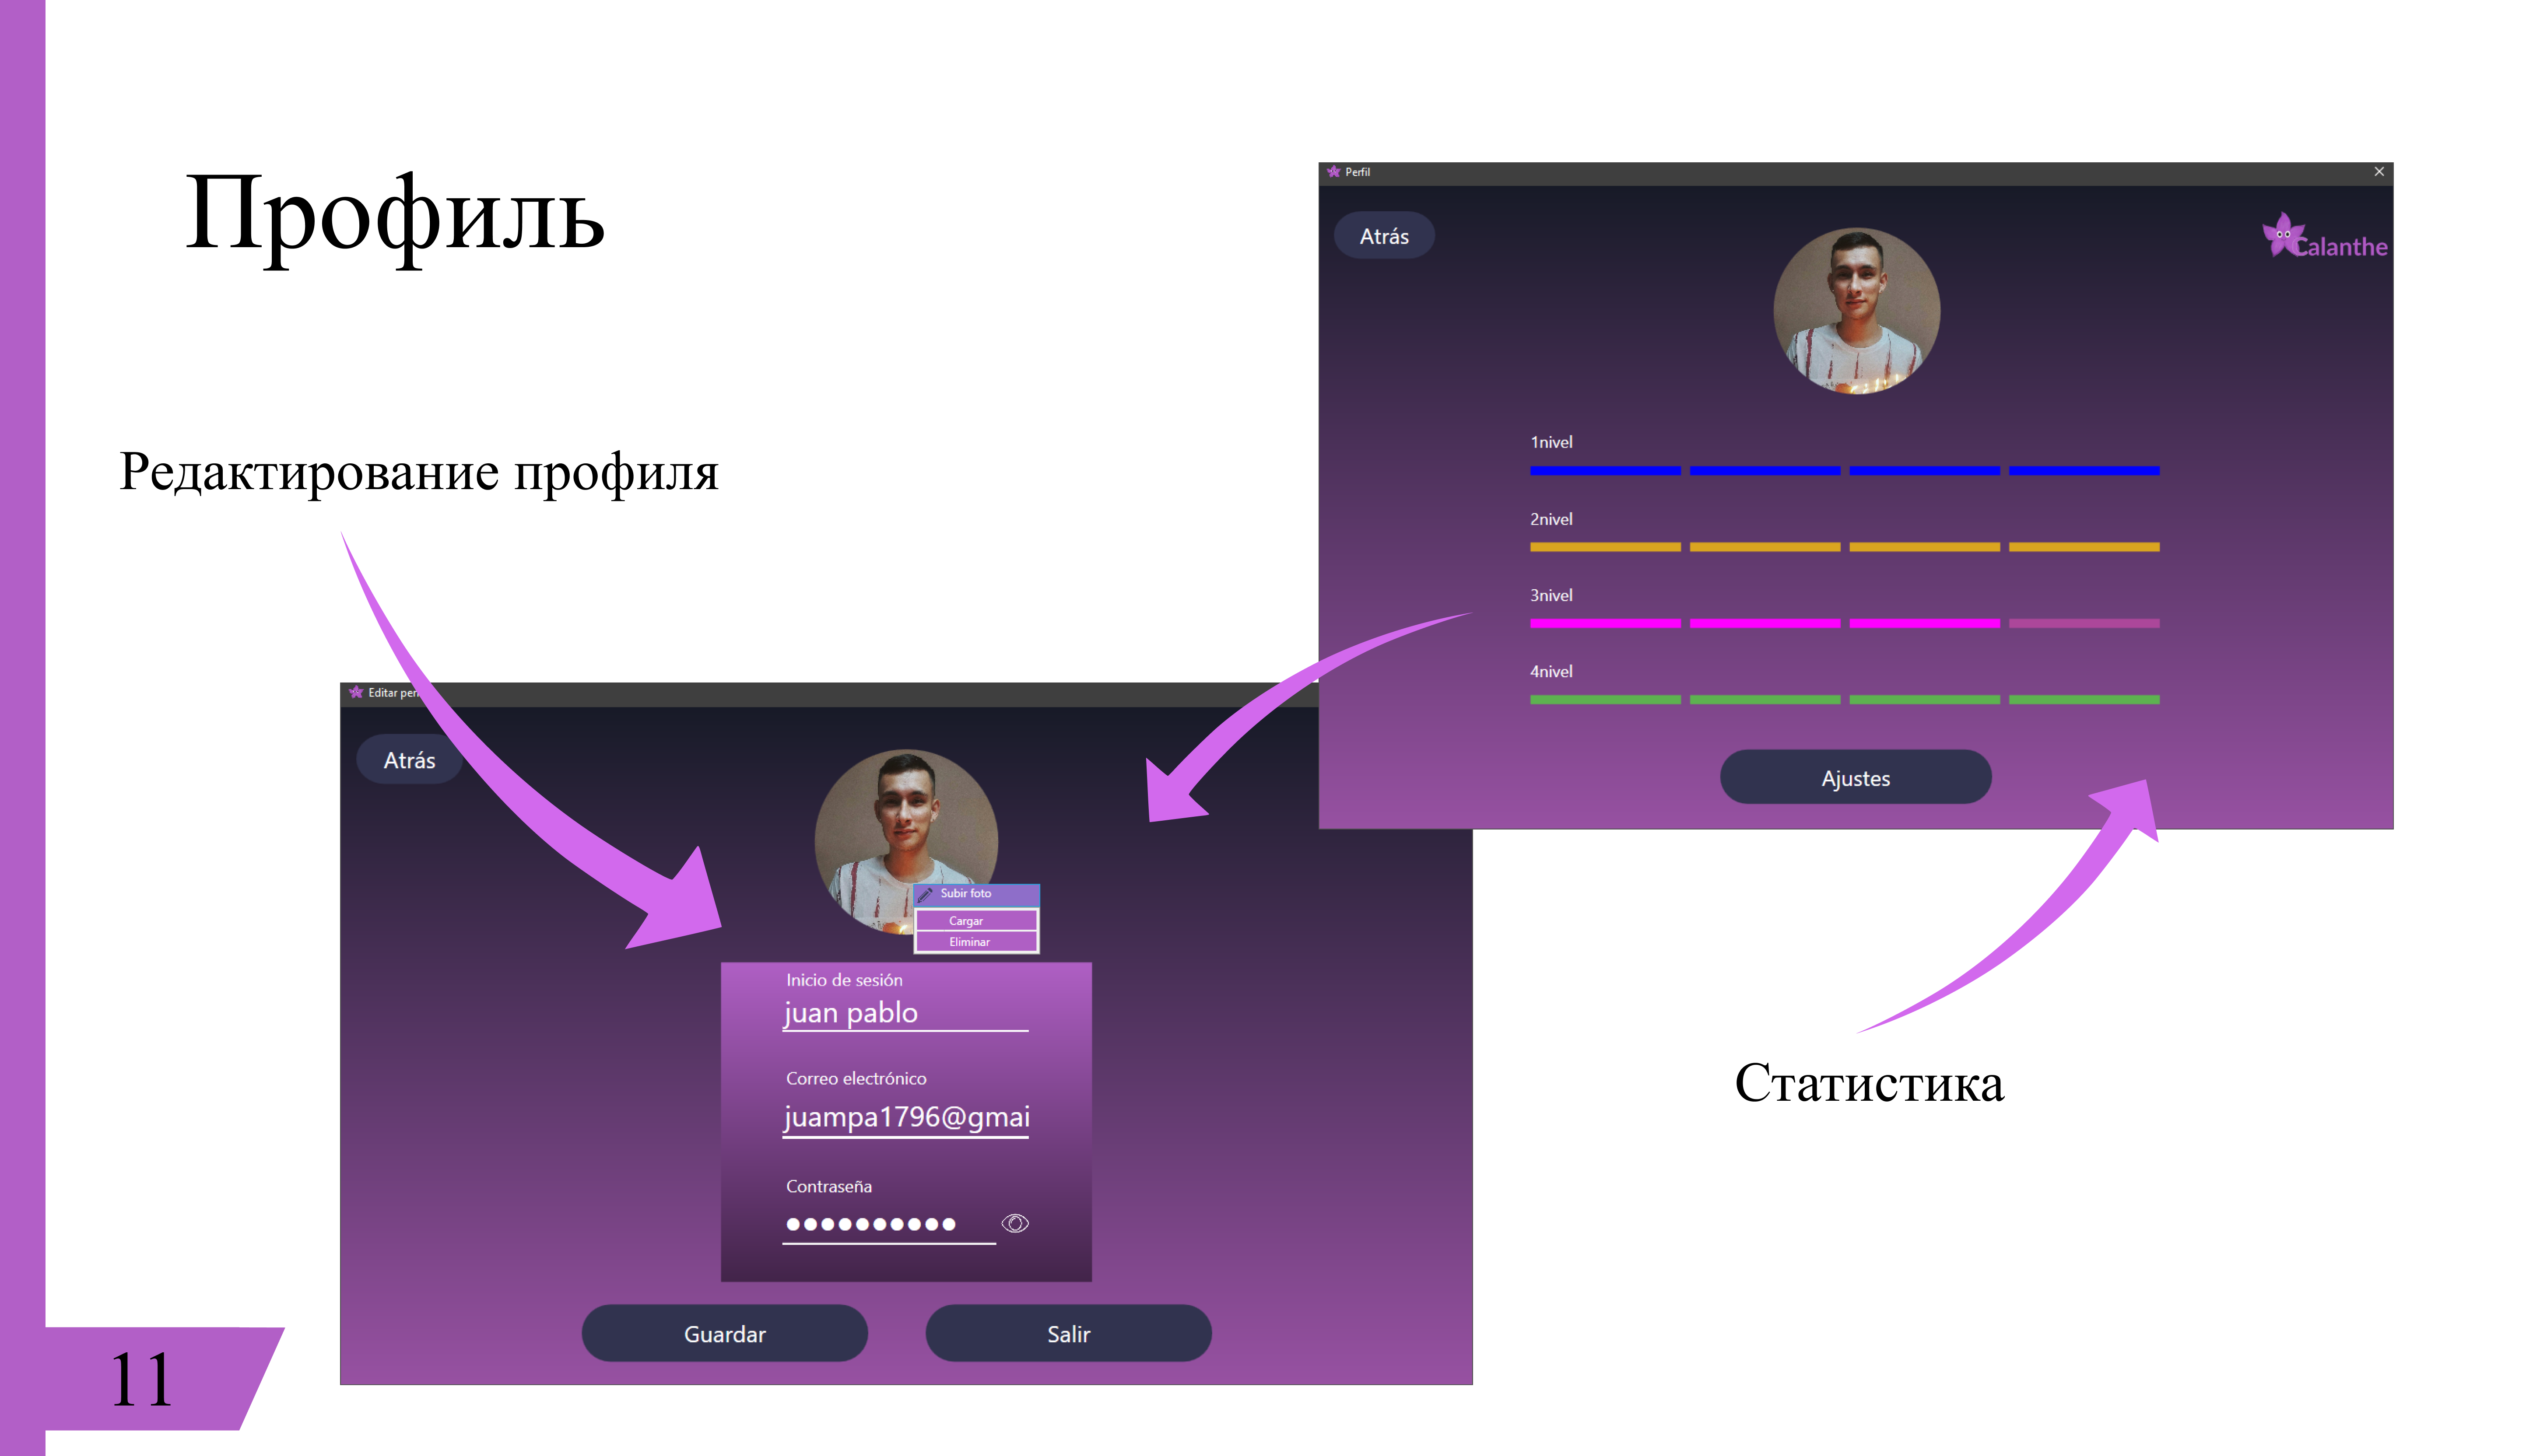 Профиль
Редактирование профиля
Perfil
Atrás
Calanthe
1nivel
2nivel
3nivel
4nivel
Ajustes
Editar
Atrás
Subir foto
Cargar
Eliminar
Inicio de sesión
juan pablo
Correo electrónico
juampa1796@gmai
Contraseña
Guardar
Salir
Статистика
11